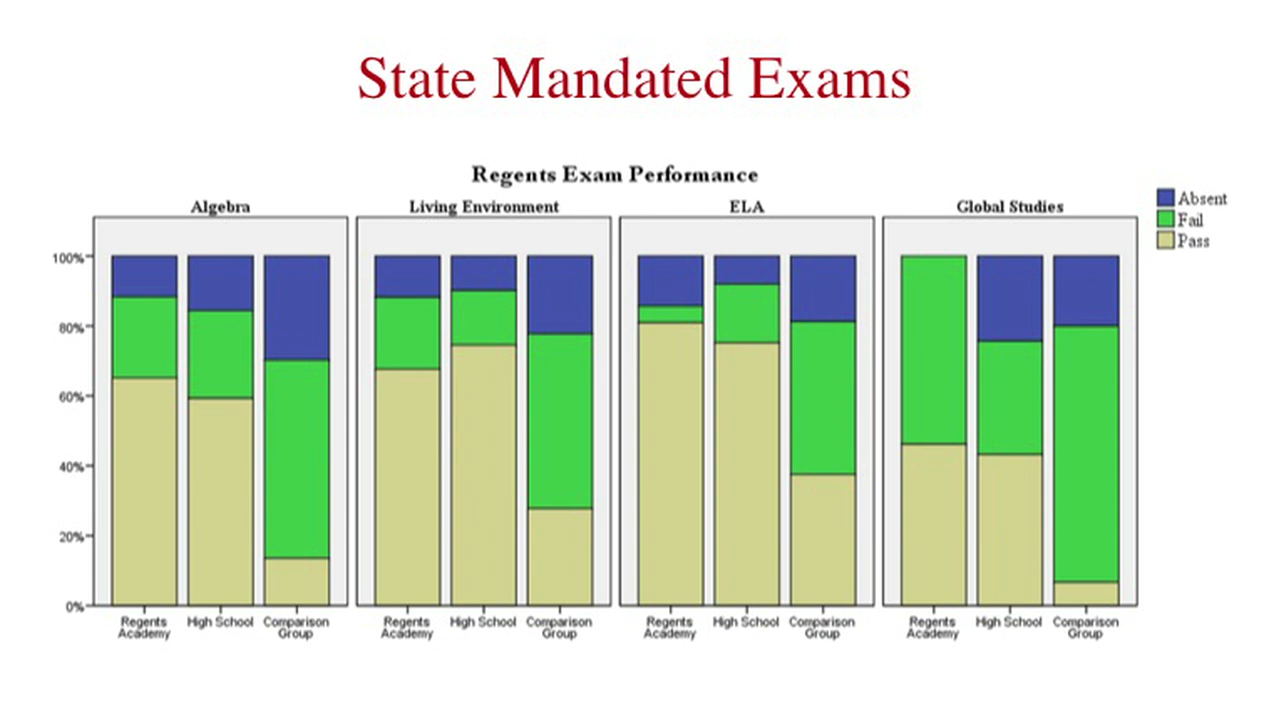 State Mandated Exams
Regents Exam Performance
Algebra
Living Environment
ELA
Global Studies
Absent
Fail
Pass
100%
80%
60%
40%
20%
0%
Regents
Academy
High School
Comparison
Group
Regents
Academy
High School
Comparison
Group
Regents
Academy
High School
Comparison
Group
Regents
Academy
High School
Comparison
Group